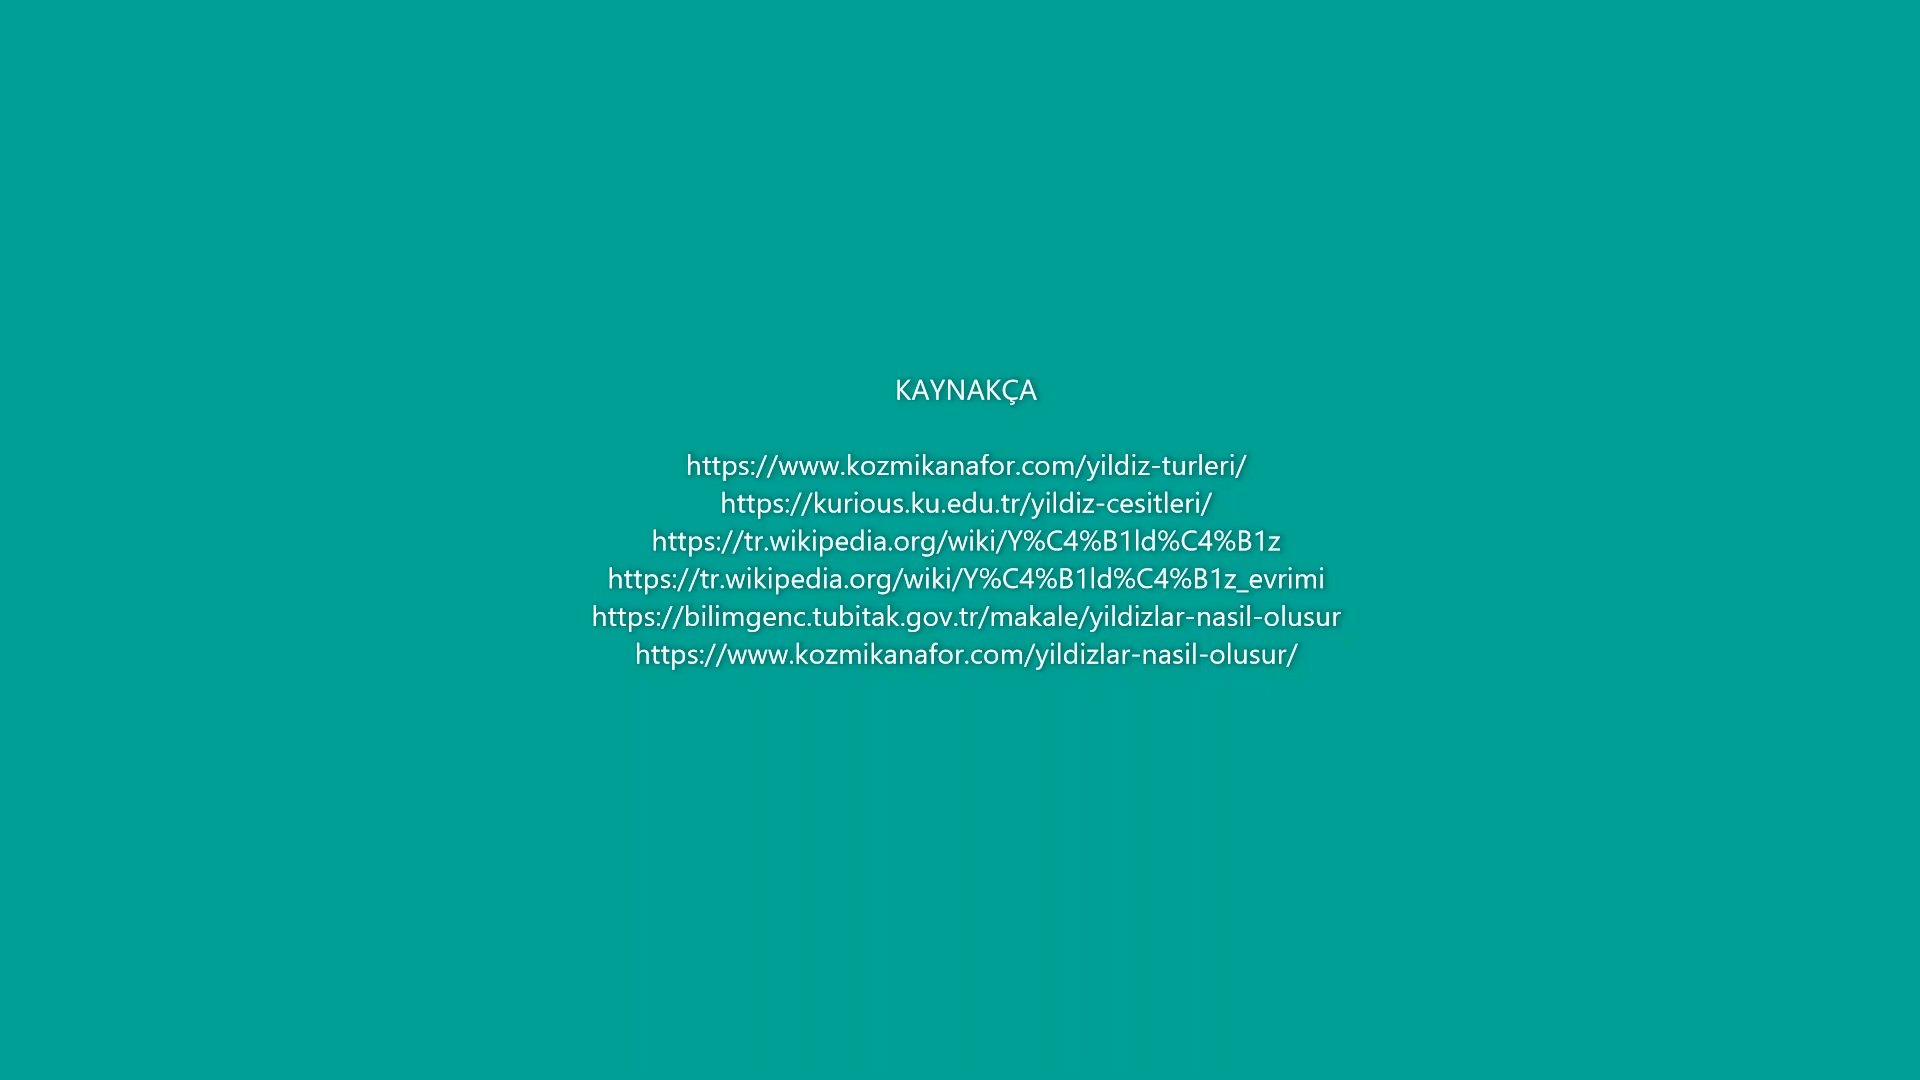 KAYNAKÇA
https://www.kozmikanafor.com/yildiz-turleri/
https://kurious.ku.edu.tr/yildiz-cesitleri/
https://tr.wikipedia.org/wiki/Y%C4%B1ld%C4%B1z
https://tr.wikipedia.org/wiki/Y%C4%B1ld%C4%B1z_evrimi
https://bilimgenc.tubitak.gov.tr/makale/yildizlar-nasil-olusur
https://www.kozmikanafor.com/yildizlar-nasil-olusur/